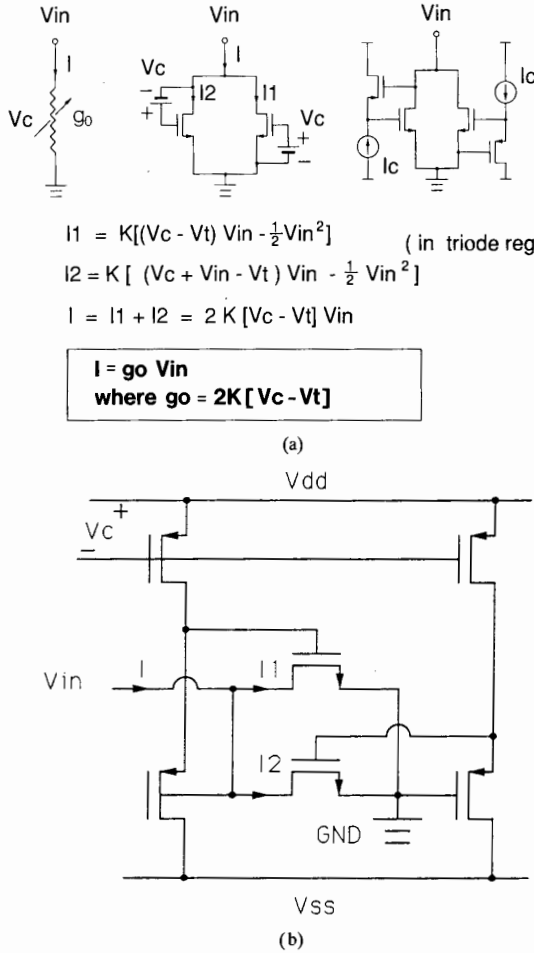 Vin Vin Vin
I I Ic
Vc I2 I1 Vc
Vc go Ic
- + + -
I1 = K[(Vc - Vt) Vin - ½Vin²]
( in triode reg
I2 = K [ (Vc + Vin - Vt ) Vin - ½ Vin² ]
I = I1 + I2 = 2 K [Vc - Vt] Vin
I = go Vin
where go = 2K [ Vc - Vt]
(a)
Vdd
Vc +
-
Vin I I1
I2
GND
Vss
(b)